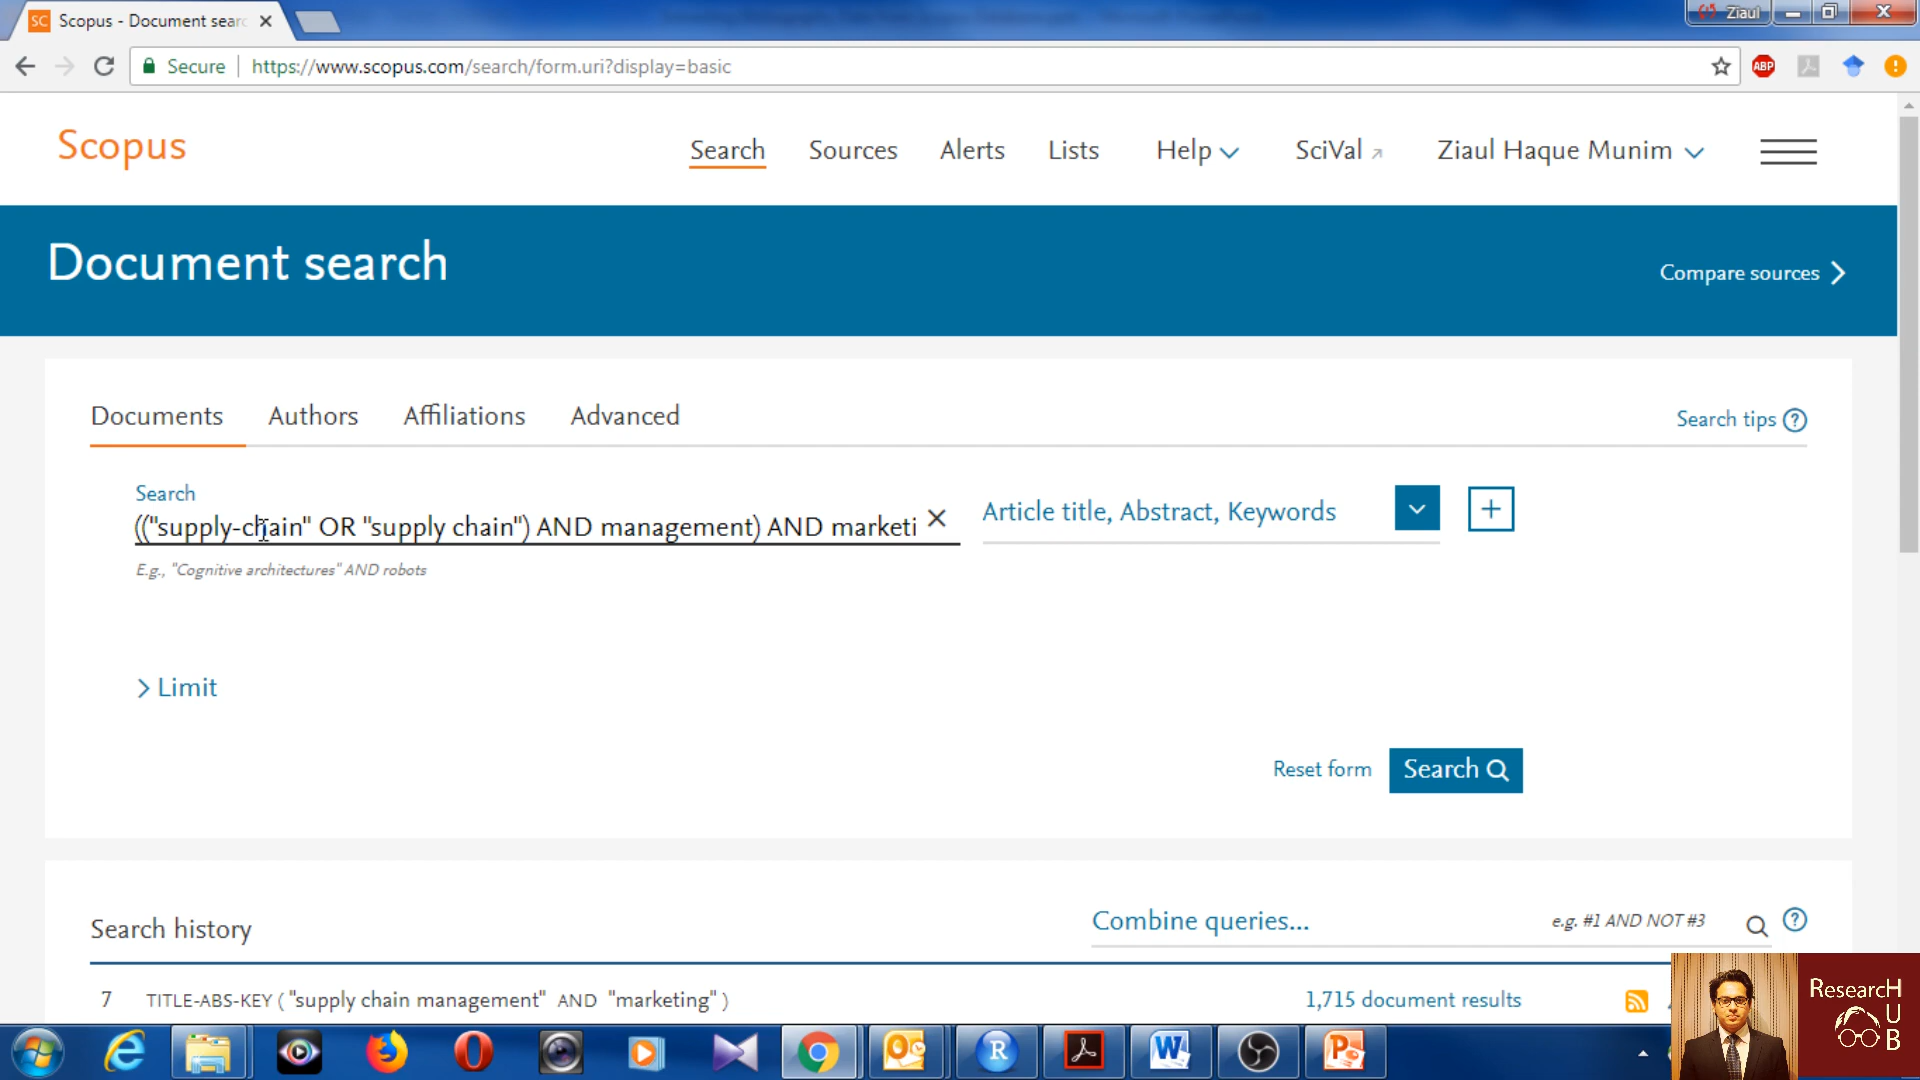 SC Scopus - Document sear
Ziaul
Secure https://www.scopus.com/search/form.uri?display=basic
ABP
Scopus
Search Sources Alerts Lists Help SciVal Ziaul Haque Munim
Document search
Compare sources
Documents Authors Affiliations Advanced
Search tips ?
Search
(("supply-chain" OR "supply chain") AND management) AND marketi
Article title, Abstract, Keywords
E.g., "Cognitive architectures" AND robots
Limit
Reset form Search
Search history
Combine queries... e.g. #1 AND NOT #3 ?
7 TITLE-ABS-KEY ( "supply chain management" AND "marketing" ) 1,715 document results
ResearcH
U
B